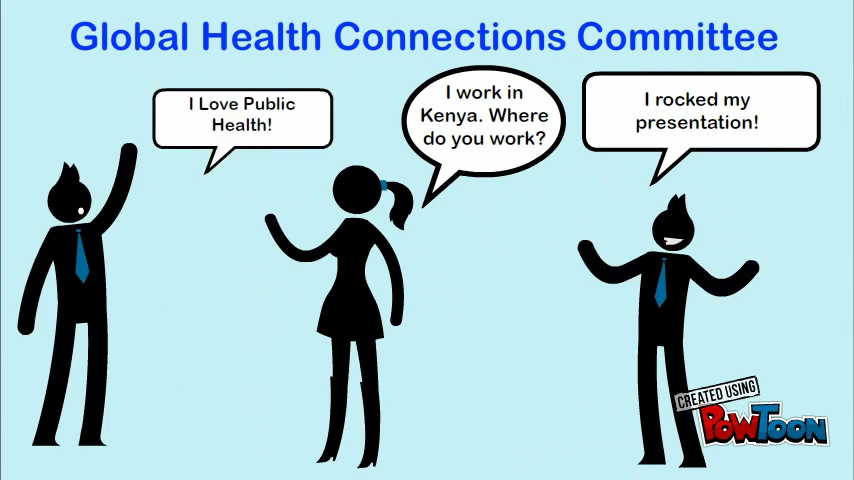 Global Health Connections Committee
I Love Public
Health!
I work in
Kenya. Where
do you work?
I rocked my
presentation!
CREATED USING
POWTOON